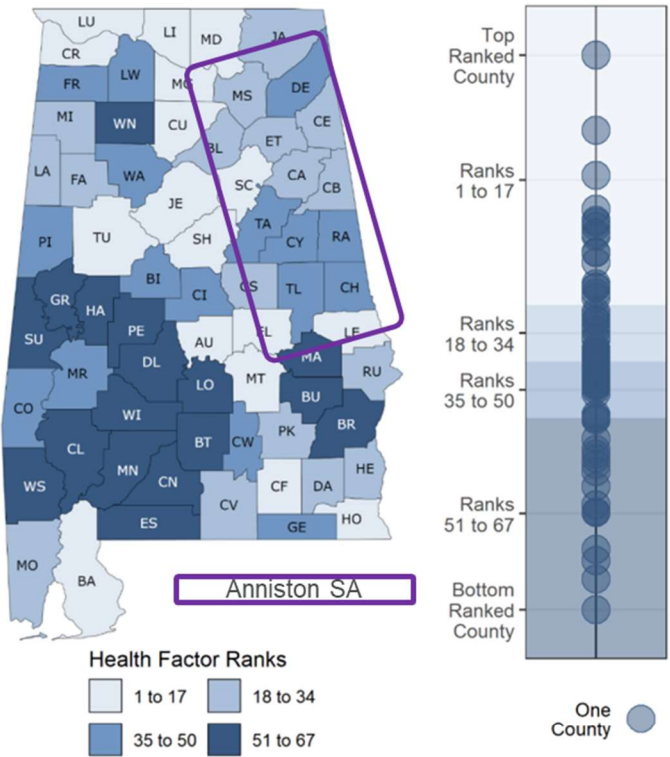 LU
LI
MD
JA
CR
FR
LW
MG
MS
DE
MI
WN
CU
BL
ET
CE
LA
FA
WA
SC
CA
CB
JE
TU
SH
TA
CY
RA
PI
BI
CI
CS
TL
CH
GR
HA
SU
PE
AU
EL
LE
DL
MA
MR
LO
MT
RU
CO
WI
BU
CL
BT
CW
PK
BR
WS
MN
CN
CV
CF
DA
HE
ES
GE
HO
MO
BA
Anniston SA
Health Factor Ranks
1 to 17
18 to 34
35 to 50
51 to 67
Top
Ranked
County
Ranks
1 to 17
Ranks
18 to 34
Ranks
35 to 50
Ranks
51 to 67
Bottom
Ranked
County
One
County